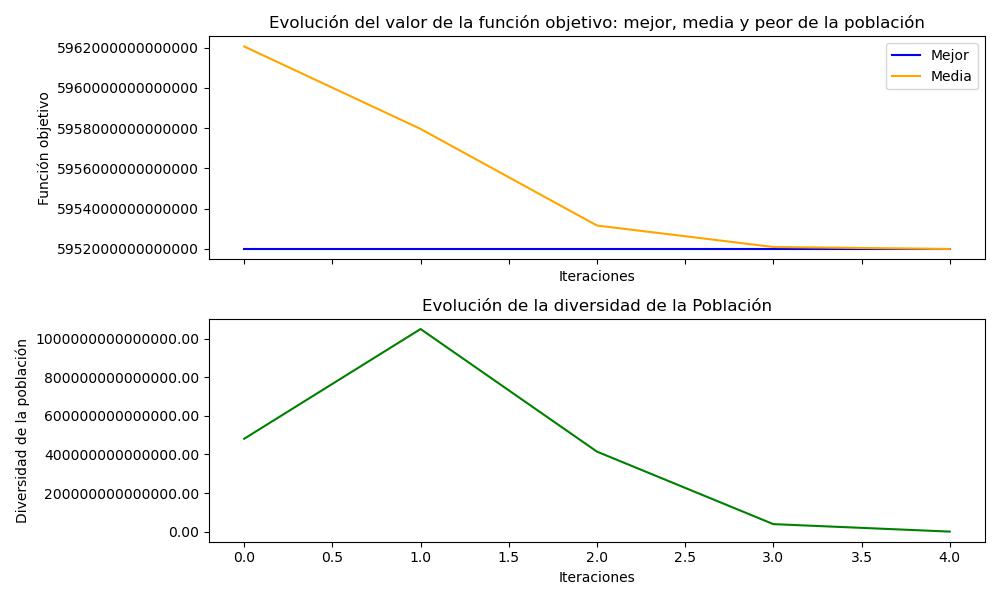 Evolución del valor de la función objetivo: mejor, media y peor de la población
Función objetivo
5962000000000000
5960000000000000
5958000000000000
5956000000000000
5954000000000000
5952000000000000
Mejor
Media
Iteraciones
Evolución de la diversidad de la Población
Diversidad de la población
1000000000000000.00
800000000000000.00
600000000000000.00
400000000000000.00
200000000000000.00
0.00
0.0 0.5 1.0 1.5 2.0 2.5 3.0 3.5 4.0
Iteraciones